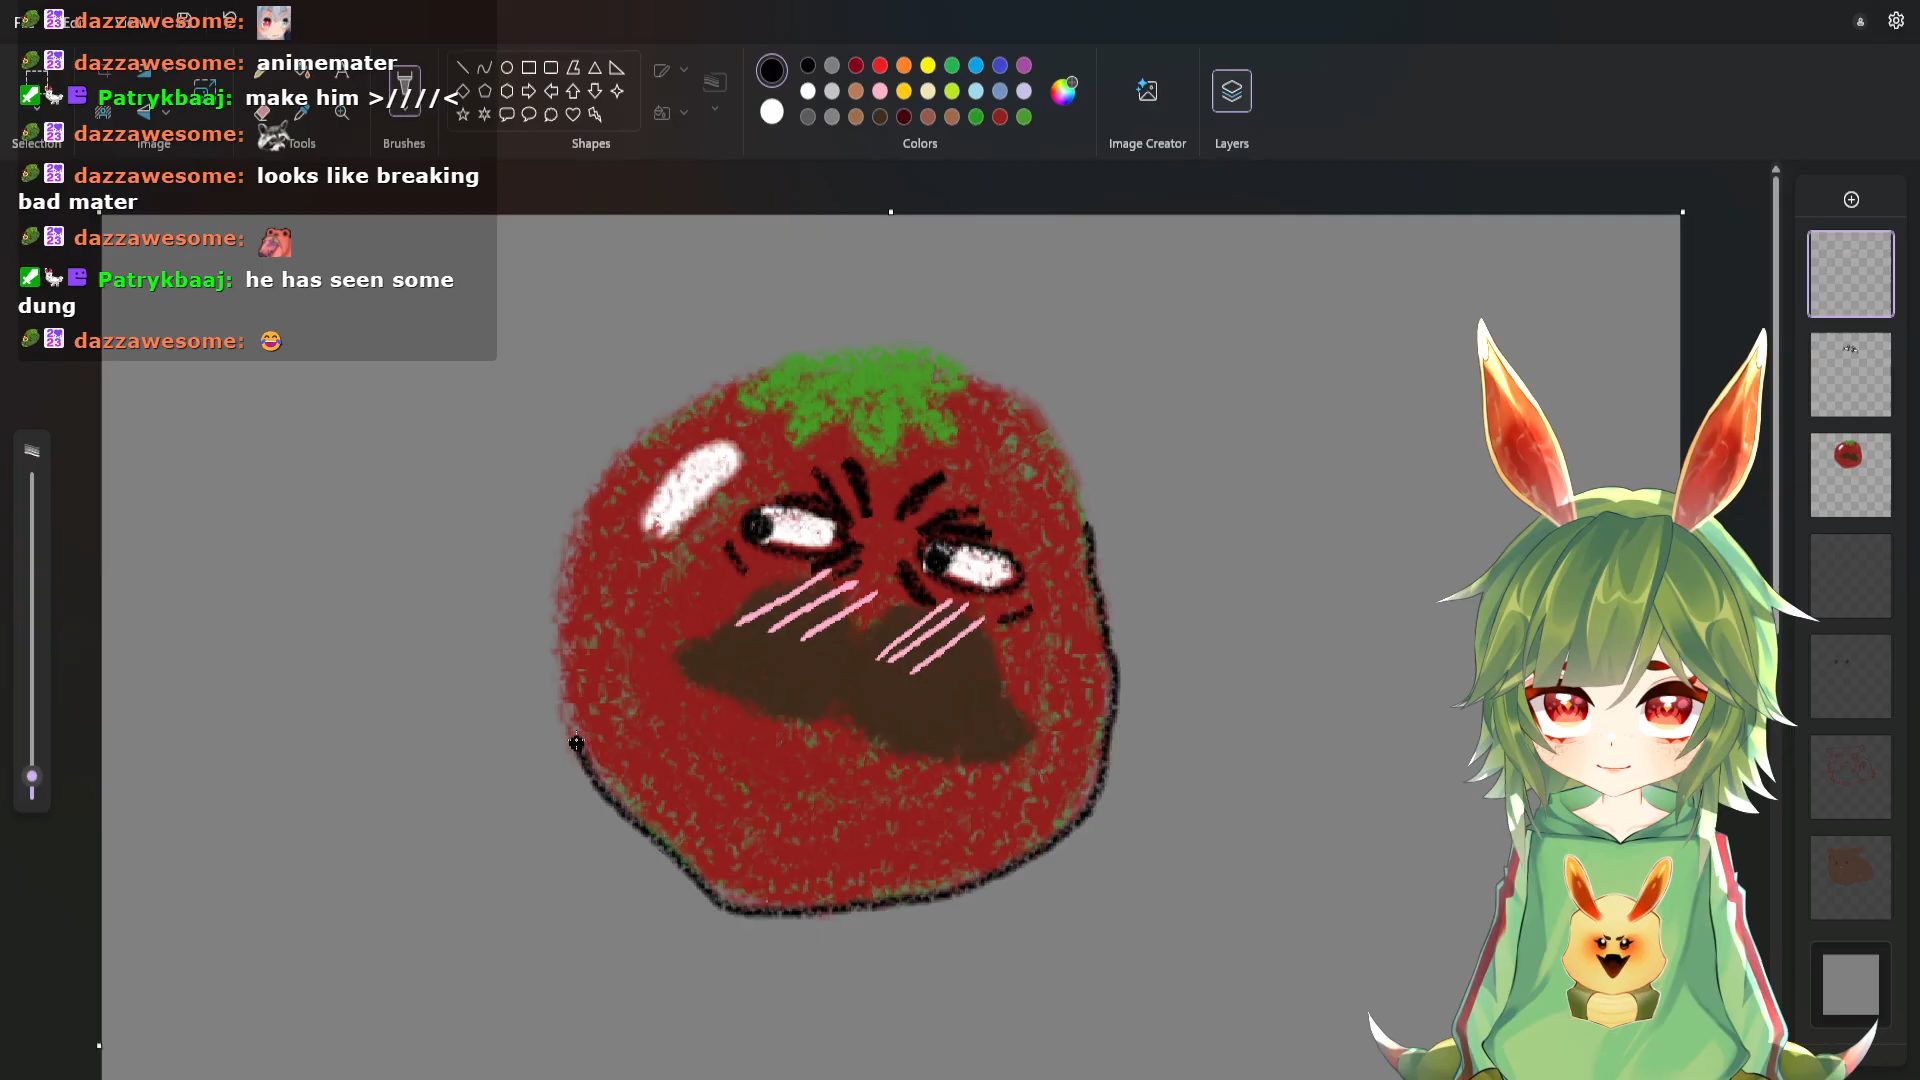 dazzawesome:
dazzawesome: animemater
Patrykbaaj: make him >////<
dazzawesome:
dazzawesome: looks like breaking
bad mater
dazzawesome:
Patrykbaaj: he has seen some
dung
dazzawesome: 😂
Selection
Image
Tools
Brushes
Shapes
Colors
Image Creator
Layers